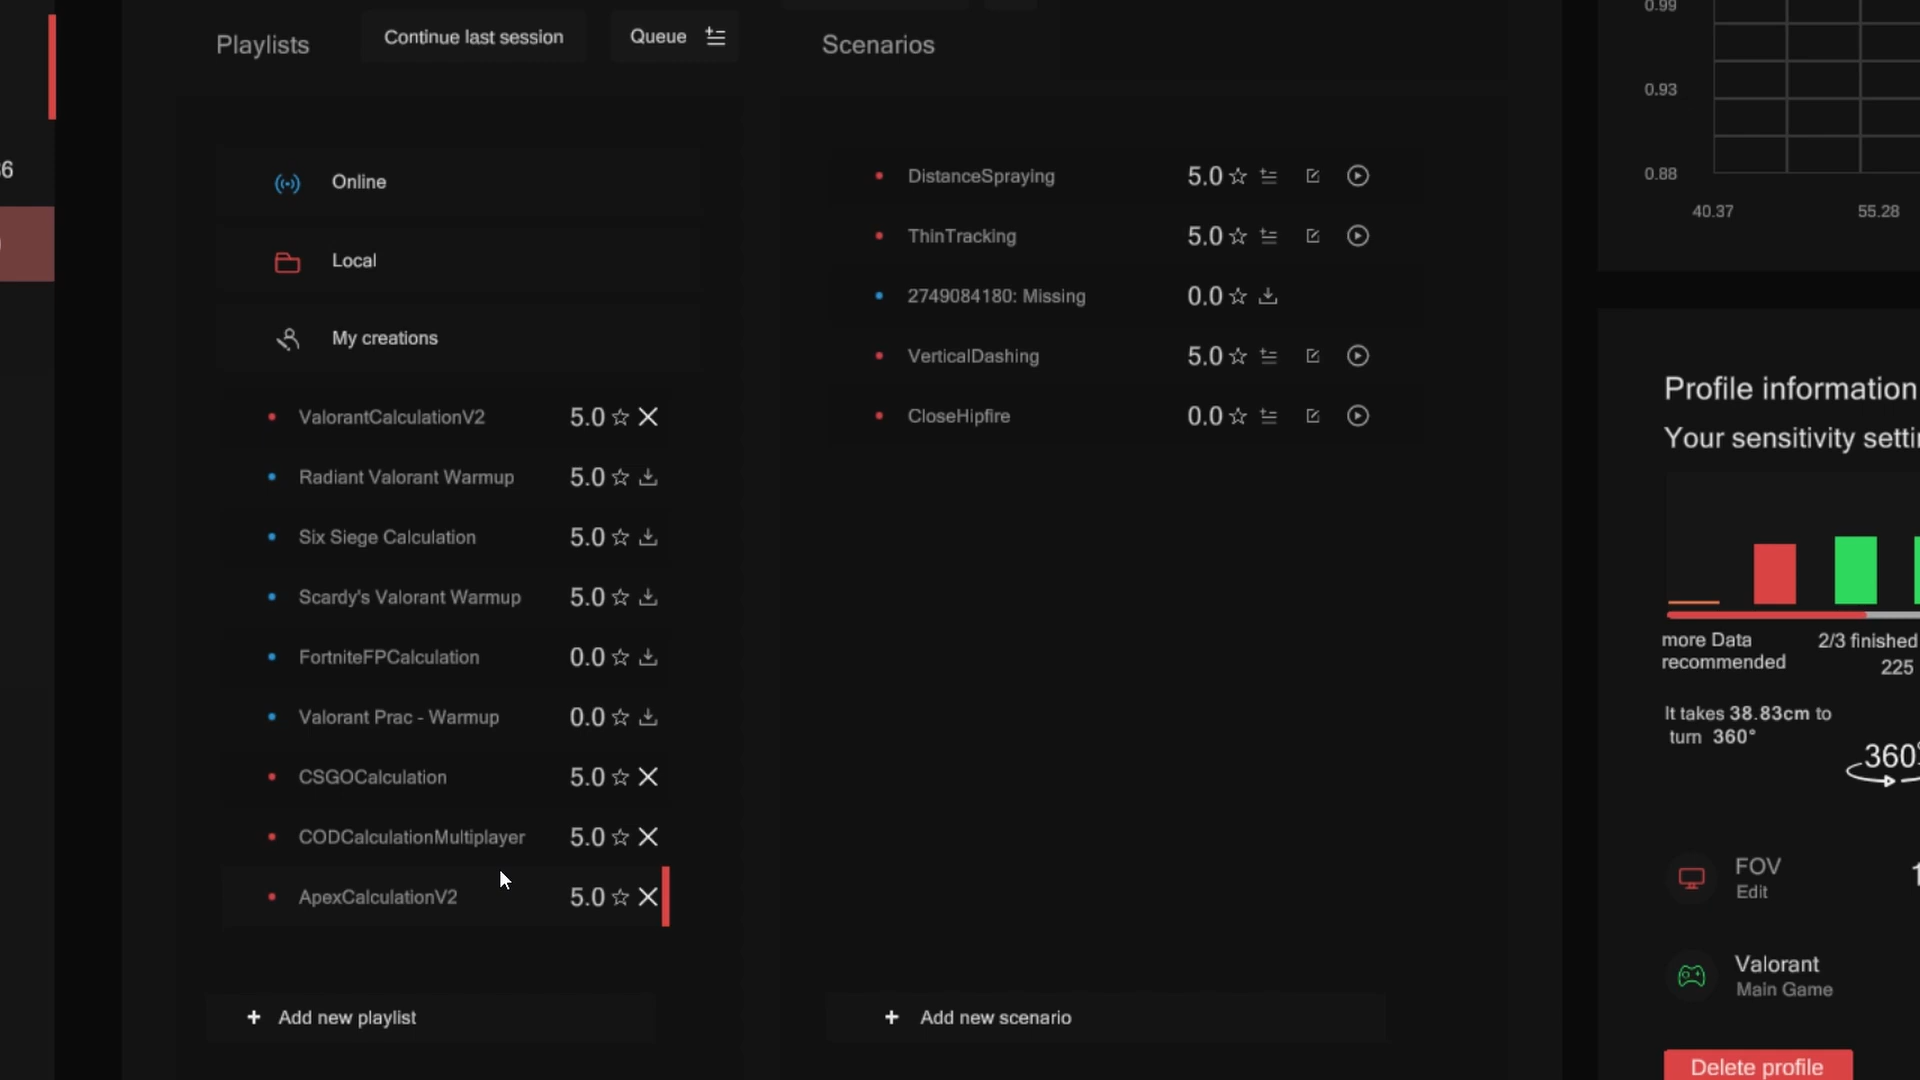 Playlists
Continue last session
Queue
Scenarios
Online
Local
My creations
ValorantCalculationV2 5.0
Radiant Valorant Warmup 5.0
Six Siege Calculation 5.0
Scardy's Valorant Warmup 5.0
FortniteFPCalculation 0.0
Valorant Prac - Warmup 0.0
CSGOCalculation 5.0
CODCalculationMultiplayer 5.0
ApexCalculationV2 5.0
+ Add new playlist
DistanceSpraying 5.0
ThinTracking 5.0
2749084180: Missing 0.0
VerticalDashing 5.0
CloseHipfire 0.0
+ Add new scenario
0.99
0.93
0.88
40.37 55.28
Profile information
Your sensitivity
more Data
recommended
2/3 finished
225
It takes 38.83cm to
turn 360°
360°
FOV
Edit
Valorant
Main Game
Delete profile